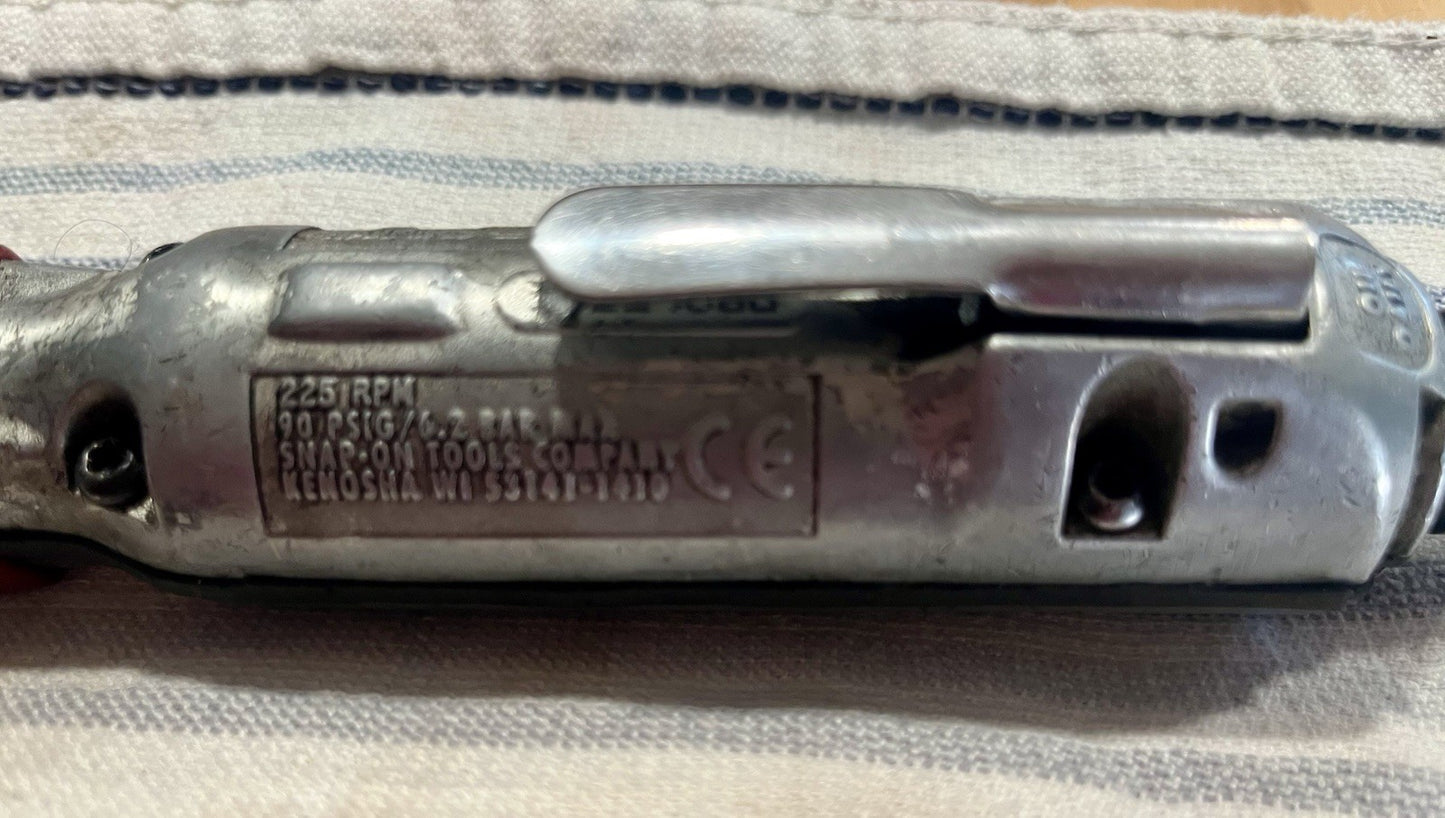 225 RPM
90 PSIG/6.2 BAR MAX
SNAP-ON TOOLS COMPANY
KENOSHA WI 53141-1410
CE